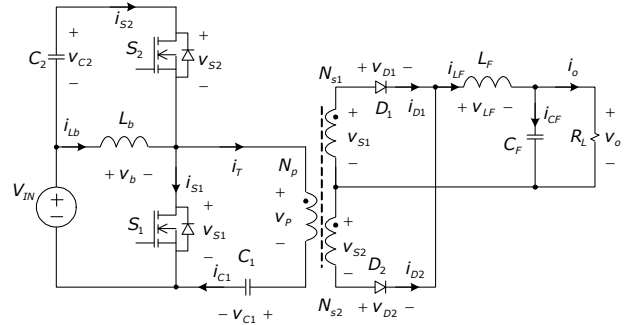 i_S2
+
C_2
v_C2
−
S_2
+
v_S2
−
i_Lb
L_b
+ v_b −
i_T
i_S1
S_1
+
v_S1
−
V_IN
+
−
i_C1
C_1
− v_C1 +
N_p
+
v_P
−
N_s1
+
v_S1
−
+
v_S2
−
N_s2
+ v_D1 −
D_1
i_D1
D_2
i_D2
+ v_D2 −
i_LF
L_F
+ v_LF −
i_o
i_CF
C_F
R_L
+
v_o
−